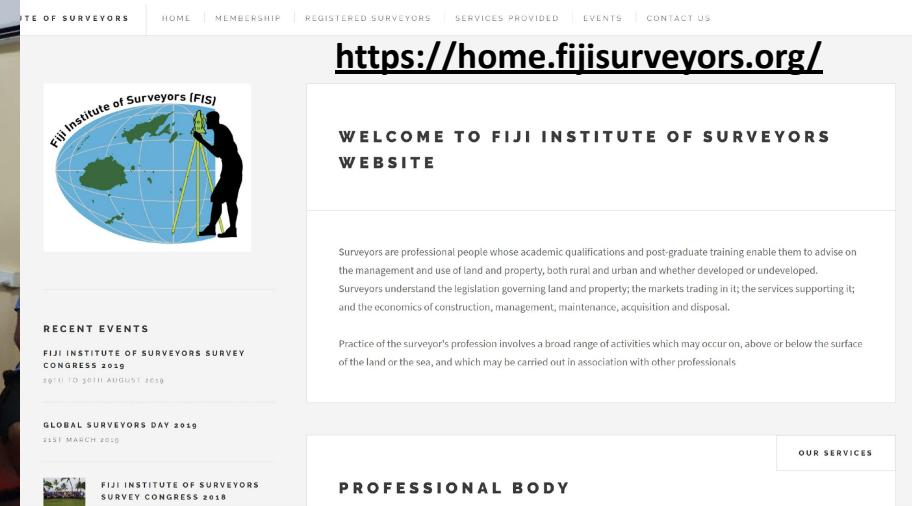 UTE OF SURVEYORS
HOME
MEMBERSHIP
REGISTERED SURVEYORS
SERVICES PROVIDED
EVENTS
CONTACT US
https://home.fijisurveyors.org/
Fiji Institute of Surveyors (FIS)
WELCOME TO FIJI INSTITUTE OF SURVEYORS
WEBSITE
Surveyors are professional people whose academic qualifications and post-graduate training enable them to advise on
the management and use of land and property, both rural and urban and whether developed or undeveloped.
Surveyors understand the legislation governing land and property; the markets trading in it; the services supporting it;
and the economics of construction, management, maintenance, acquisition and disposal.
Practice of the surveyor's profession involves a broad range of activities which may occur on, above or below the surface
of the land or the sea, and which may be carried out in association with other professionals
RECENT EVENTS
FIJI INSTITUTE OF SURVEYORS SURVEY
CONGRESS 2019
29TH TO 30TH AUGUST 2019
GLOBAL SURVEYORS DAY 2019
21ST MARCH 2019
FIJI INSTITUTE OF SURVEYORS
SURVEY CONGRESS 2018
OUR SERVICES
PROFESSIONAL BODY